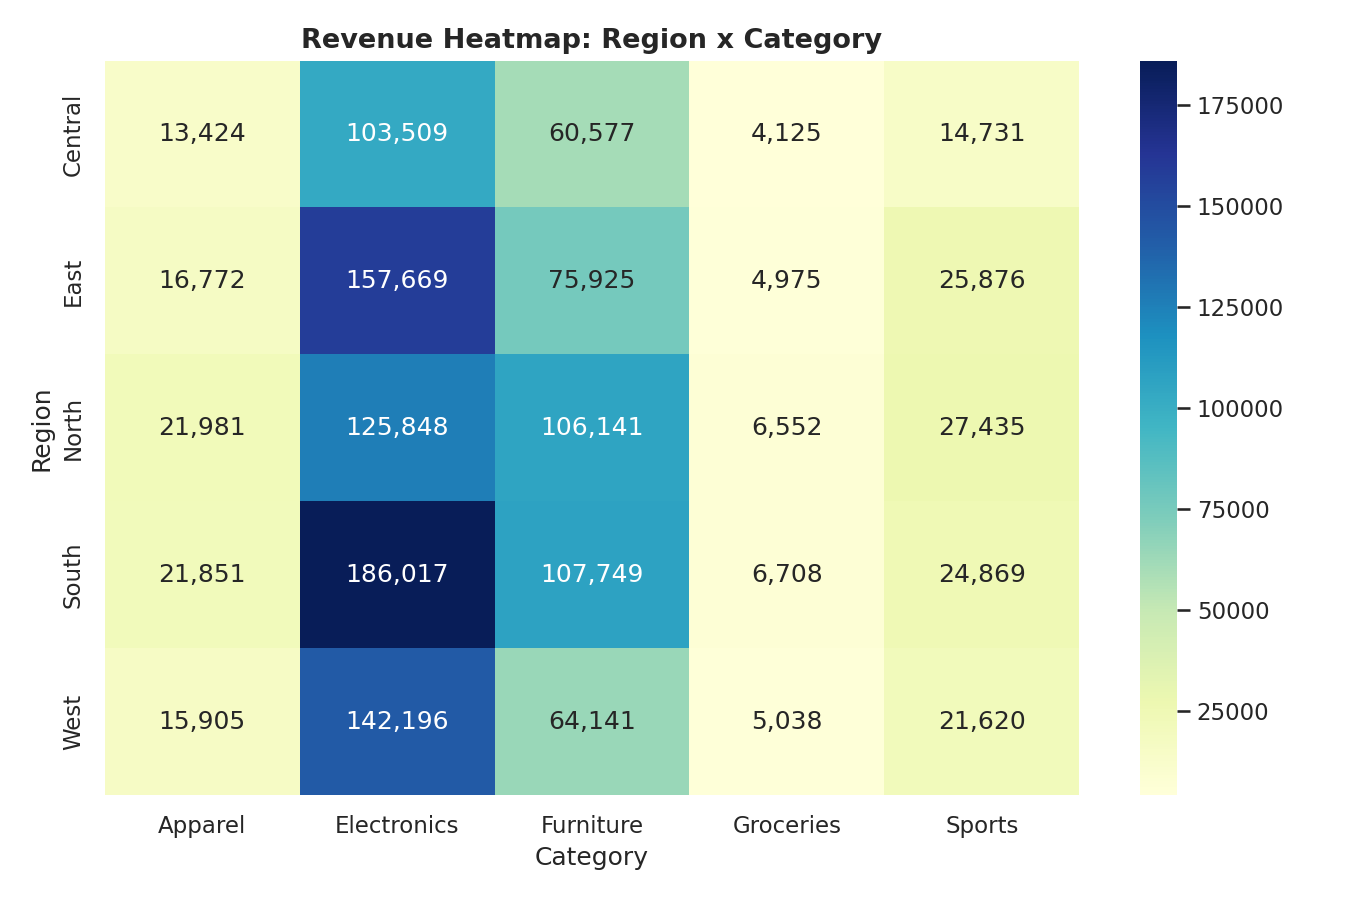 Revenue Heatmap: Region x Category
Region
Central 13,424 103,509 60,577 4,125 14,731
East 16,772 157,669 75,925 4,975 25,876
North 21,981 125,848 106,141 6,552 27,435
South 21,851 186,017 107,749 6,708 24,869
West 15,905 142,196 64,141 5,038 21,620
Apparel Electronics Furniture Groceries Sports
Category
175000
150000
125000
100000
75000
50000
25000